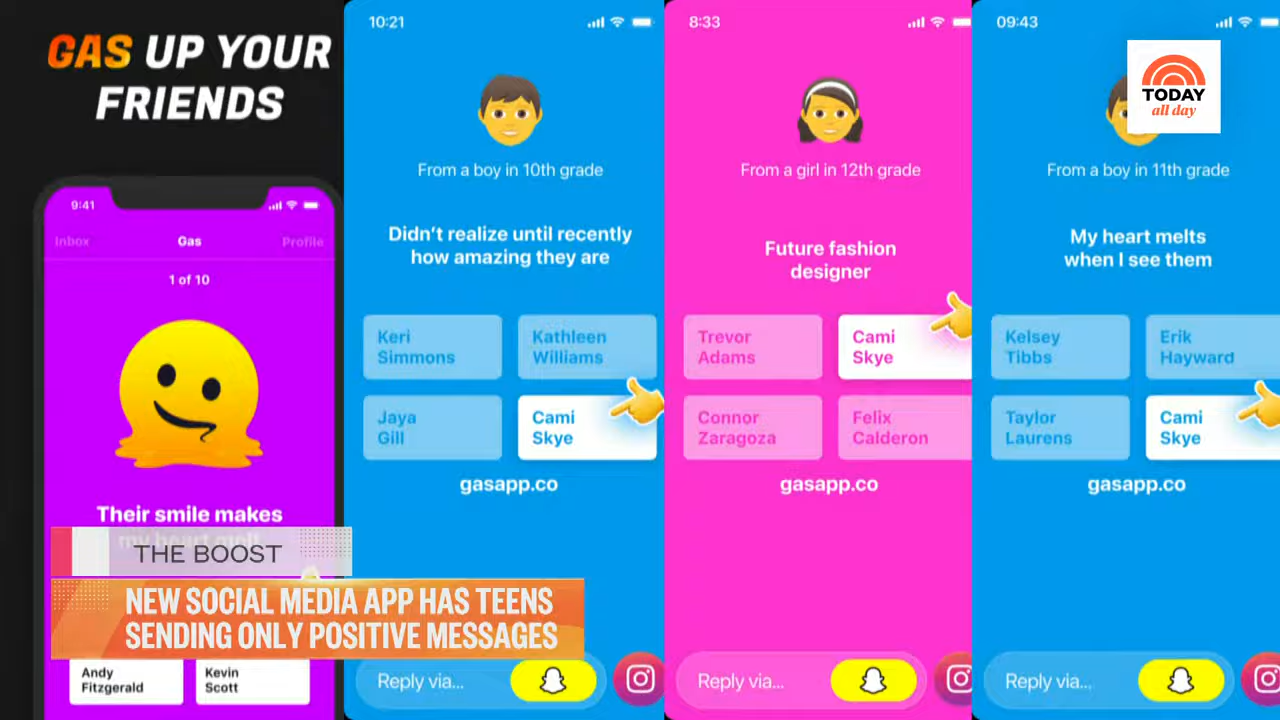 GAS UP YOUR
FRIENDS
9:41
Inbox
Gas
Profile
1 of 10
Their smile makes
my heart melt
Andy
Fitzgerald
Kevin
Scott
10:21
From a boy in 10th grade
Didn't realize until recently
how amazing they are
Keri
Simmons
Kathleen
Williams
Jaya
Gill
Cami
Skye
gasapp.co
Reply via...
8:33
From a girl in 12th grade
Future fashion
designer
Trevor
Adams
Cami
Skye
Connor
Zaragoza
Felix
Calderon
gasapp.co
Reply via...
09:43
From a boy in 11th grade
My heart melts
when I see them
Kelsey
Tibbs
Erik
Hayward
Taylor
Laurens
Cami
Skye
gasapp.co
Reply via...
TODAY
all day
THE BOOST
NEW SOCIAL MEDIA APP HAS TEENS
SENDING ONLY POSITIVE MESSAGES